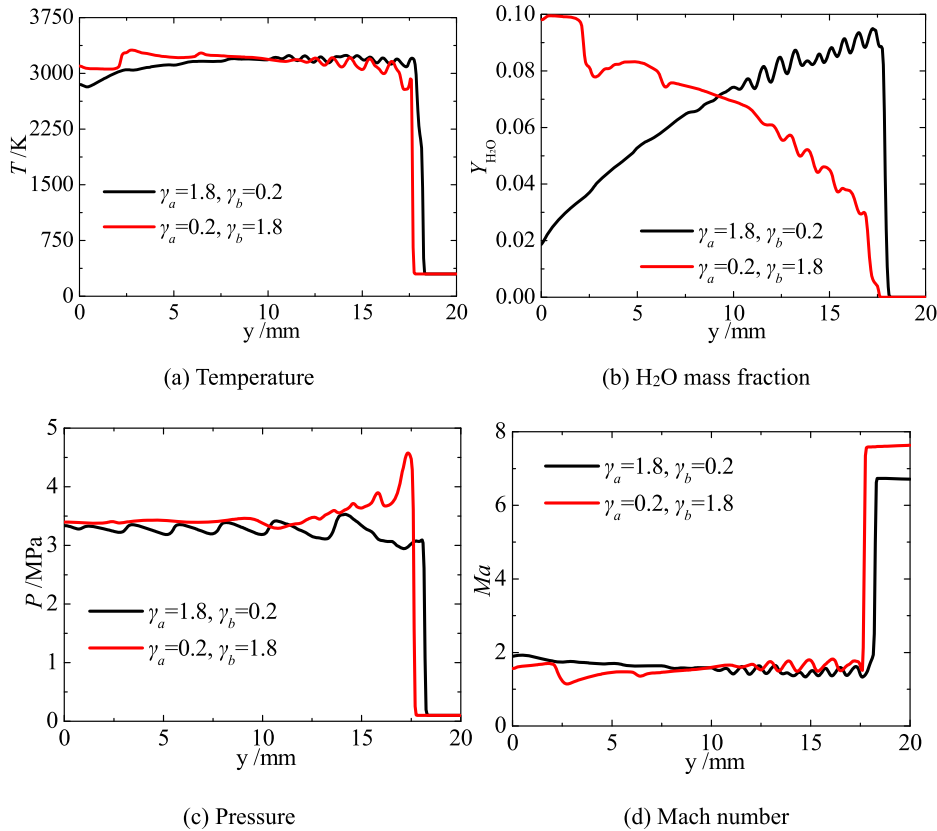 3750
3000
2250
1500
750
0
T /K
γa=1.8, γb=0.2
γa=0.2, γb=1.8
0 5 10 15 20
y /mm
(a) Temperature
0.10
0.08
0.06
0.04
0.02
0.00
YH₂O
γa=1.8, γb=0.2
γa=0.2, γb=1.8
0 5 10 15 20
y /mm
(b) H₂O mass fraction
5
4
3
2
1
0
P /MPa
γa=1.8, γb=0.2
γa=0.2, γb=1.8
0 5 10 15 20
y /mm
(c) Pressure
8
6
4
2
0
Ma
γa=1.8, γb=0.2
γa=0.2, γb=1.8
0 5 10 15 20
y /mm
(d) Mach number